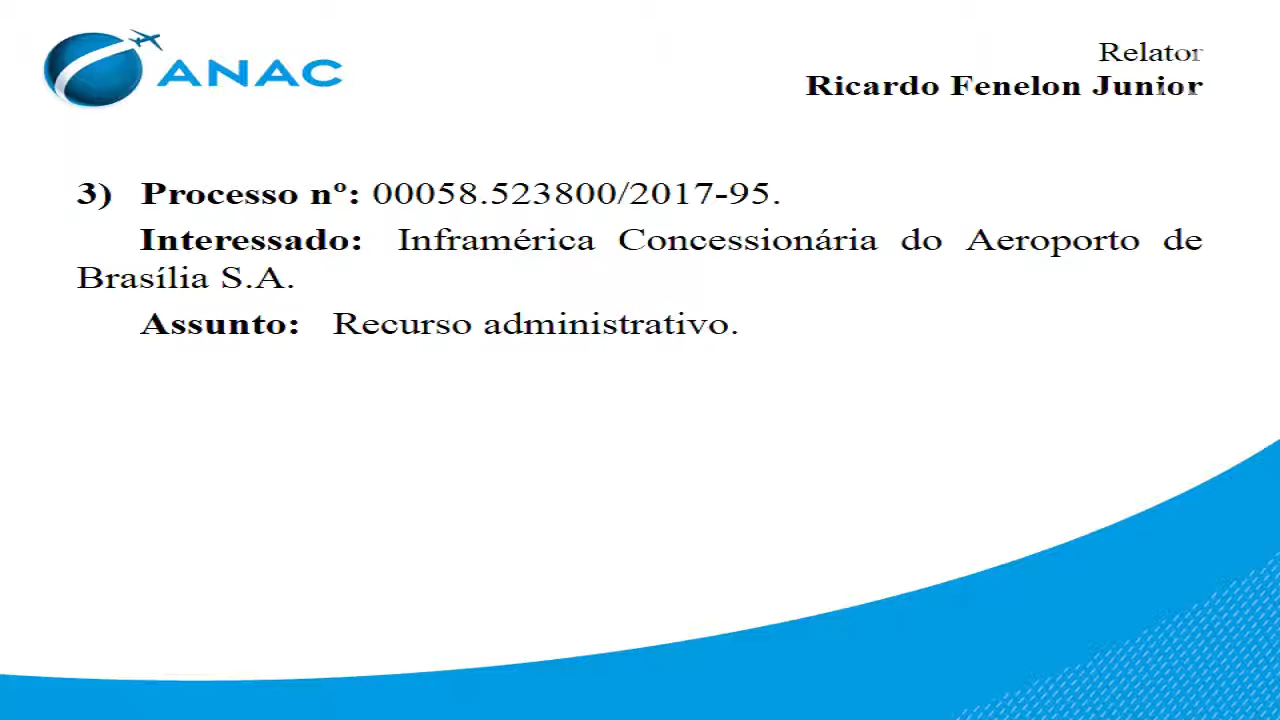 ANAC
Relator
Ricardo Fenelon Junior
3) Processo nº: 00058.523800/2017-95.
Interessado: Inframérica Concessionária do Aeroporto de
Brasília S.A.
Assunto: Recurso administrativo.